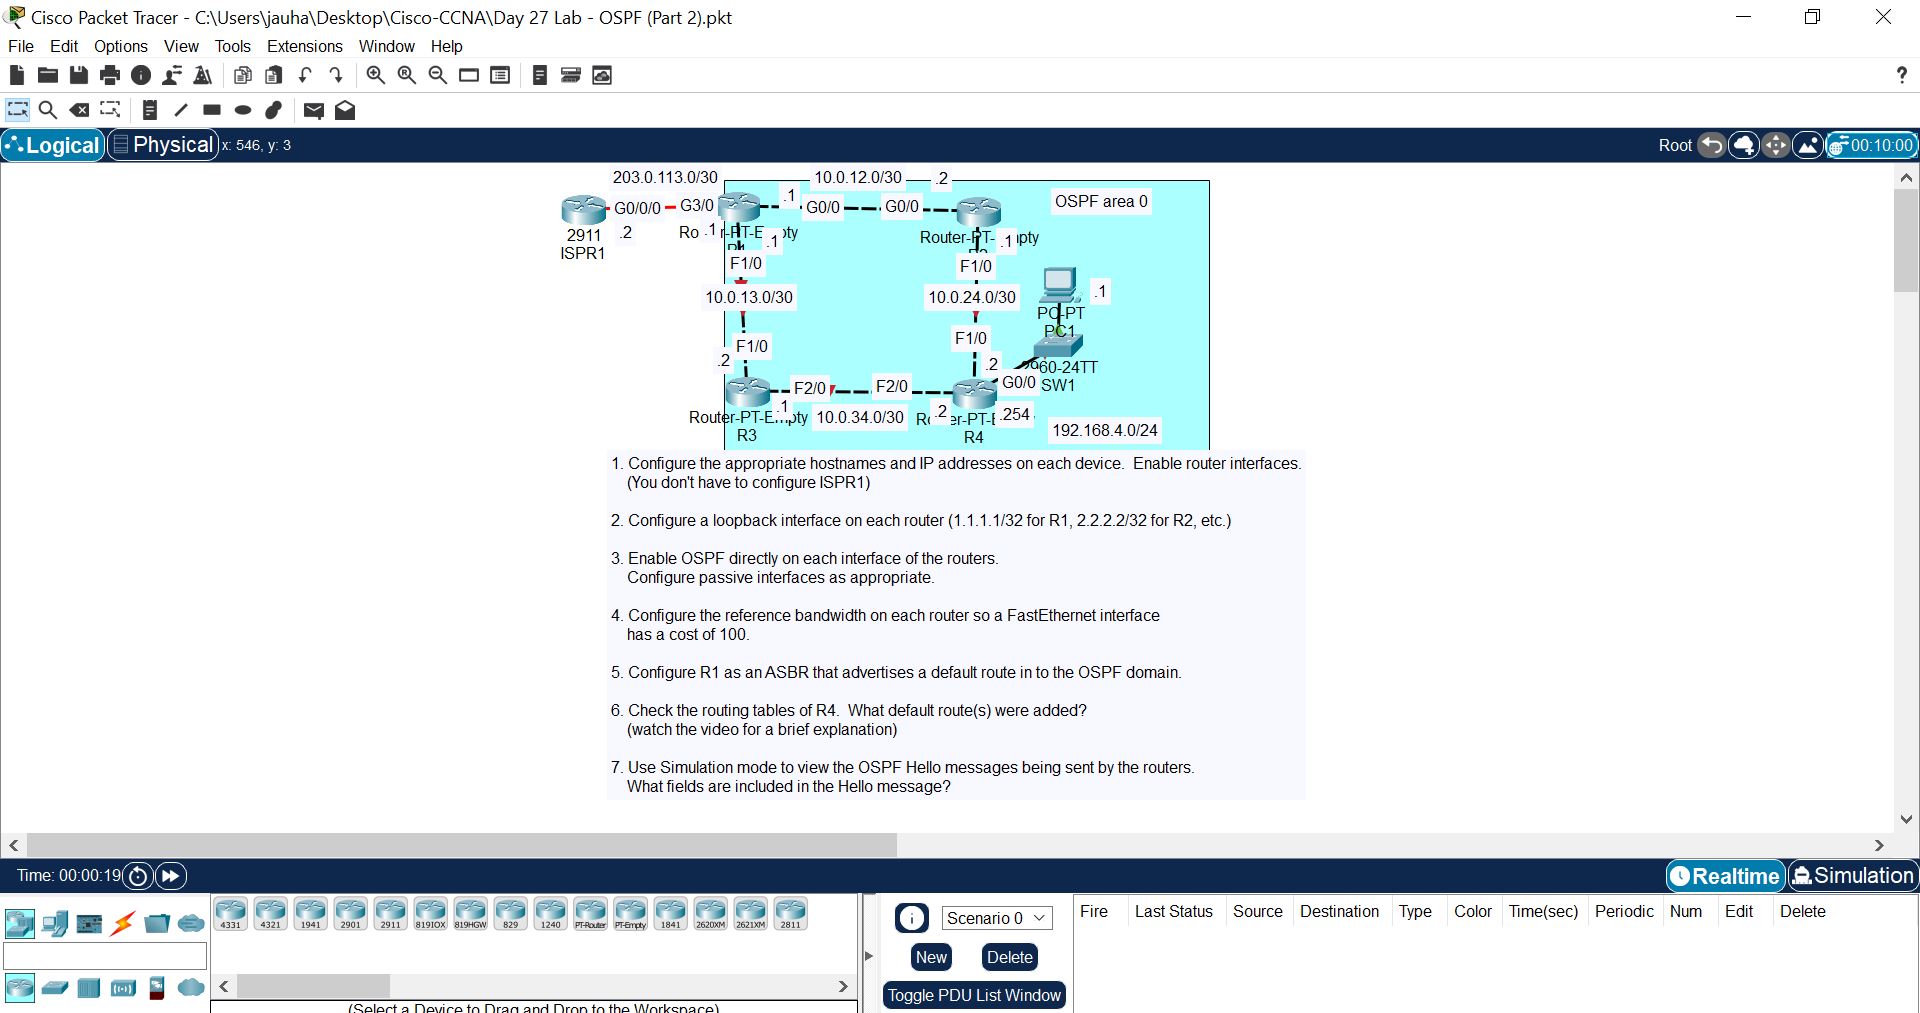 Cisco Packet Tracer - C:\Users\jauha\Desktop\Cisco-CCNA\Day 27 Lab - OSPF (Part 2).pkt
File Edit Options View Tools Extensions Window Help
?
Logical Physical x: 546, y: 3 Root 00:10:00
203.0.113.0/30 10.0.12.0/30 .2
.1
G0/0/0 G3/0 G0/0 G0/0 OSPF area 0
2911 .2 .1 .1 Router-PT- .1
ISPR1
F1/0 F1/0
10.0.13.0/30 10.0.24.0/30 .1
PC-PT
PC1
F1/0 F1/0
.2 .2 2960-24TT
F2/0 F2/0 G0/0 SW1
.1 .2 .254
Router-PT-Empty 10.0.34.0/30
R3 R4 192.168.4.0/24
1. Configure the appropriate hostnames and IP addresses on each device. Enable router interfaces.
(You don't have to configure ISPR1)
2. Configure a loopback interface on each router (1.1.1.1/32 for R1, 2.2.2.2/32 for R2, etc.)
3. Enable OSPF directly on each interface of the routers.
Configure passive interfaces as appropriate.
4. Configure the reference bandwidth on each router so a FastEthernet interface
has a cost of 100.
5. Configure R1 as an ASBR that advertises a default route in to the OSPF domain.
6. Check the routing tables of R4. What default route(s) were added?
(watch the video for a brief explanation)
7. Use Simulation mode to view the OSPF Hello messages being sent by the routers.
What fields are included in the Hello message?
Time: 00:00:19 Realtime Simulation
4331 4321 1941 2901 2911 819IOX 819HGW 829 1240 PT-Router PT-Empty 1841 2620XM 2621XM 2811
(Select a Device to Drag and Drop to the Workspace)
Scenario 0
New Delete
Toggle PDU List Window
Fire Last Status Source Destination Type Color Time(sec) Periodic Num Edit Delete